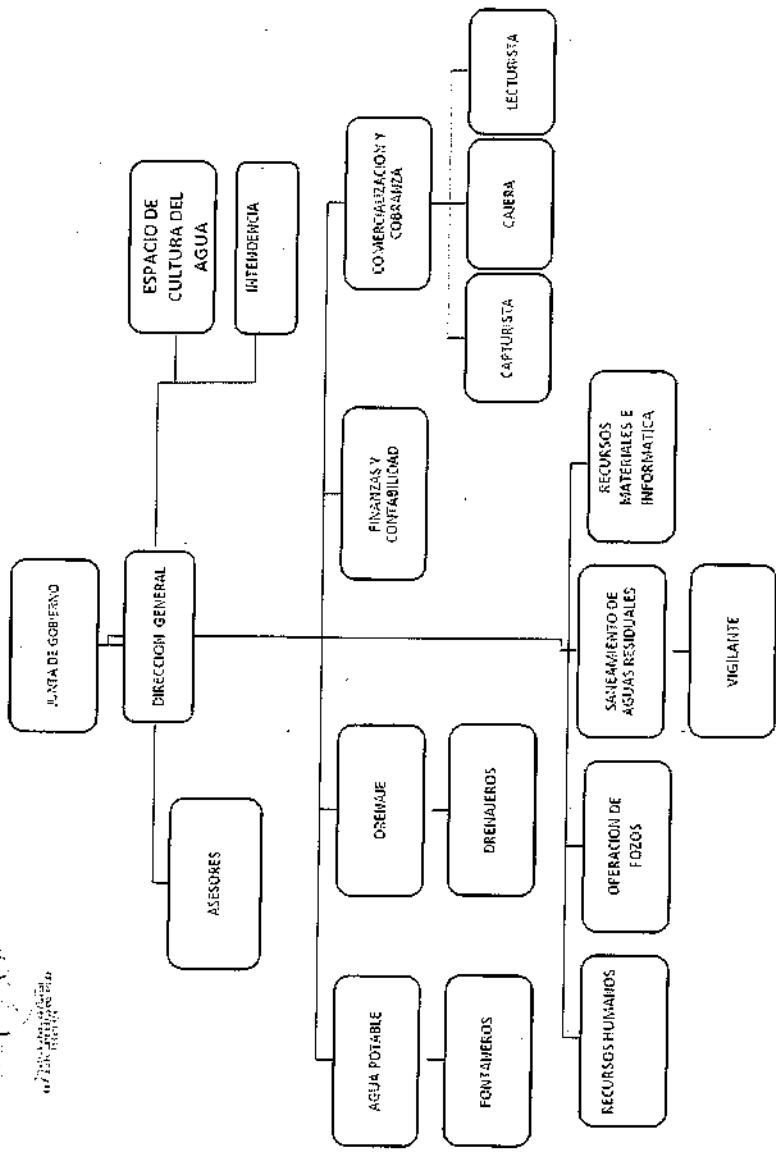 JUNTA DE GOBIERNO
DIRECCION GENERAL
ASESORES
ESPACIO DE
CULTURA DEL
AGUA
INTENDENCIA
AGUA POTABLE
DRENAJE
FINANZAS Y
CONTABILIDAD
COMERCIALIZACION Y
COBRANZA
FONTANEROS
DRENAJEROS
CAPTURISTA
CAJERA
LECTURISTA
RECURSOS HUMANOS
OPERACION DE
POZOS
SANEAMIENTO DE
AGUAS RESIDUALES
RECURSOS
MATERIALES E
INFORMATICA
VIGILANTE